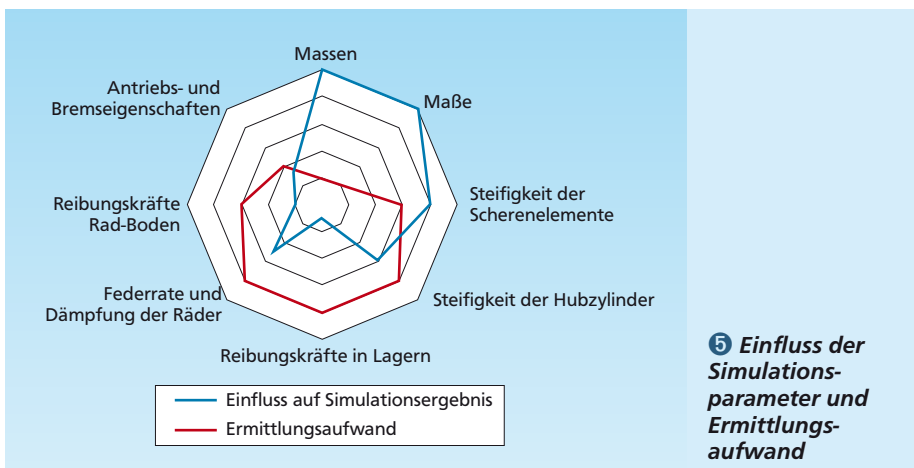 Massen
Antriebs- und
Bremseigenschaften
Maße
Reibungskräfte
Rad-Boden
Steifigkeit der
Scherenelemente
Federrate und
Dämpfung der Räder
Steifigkeit der Hubzylinder
Reibungskräfte in Lagern
Einfluss auf Simulationsergebnis
Ermittlungsaufwand
❺ Einfluss der
Simulations-
parameter und
Ermittlungs-
aufwand